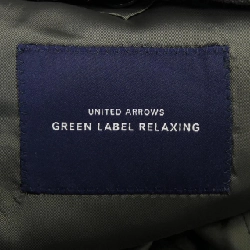 UNITED ARROWS
GREEN LABEL RELAXING